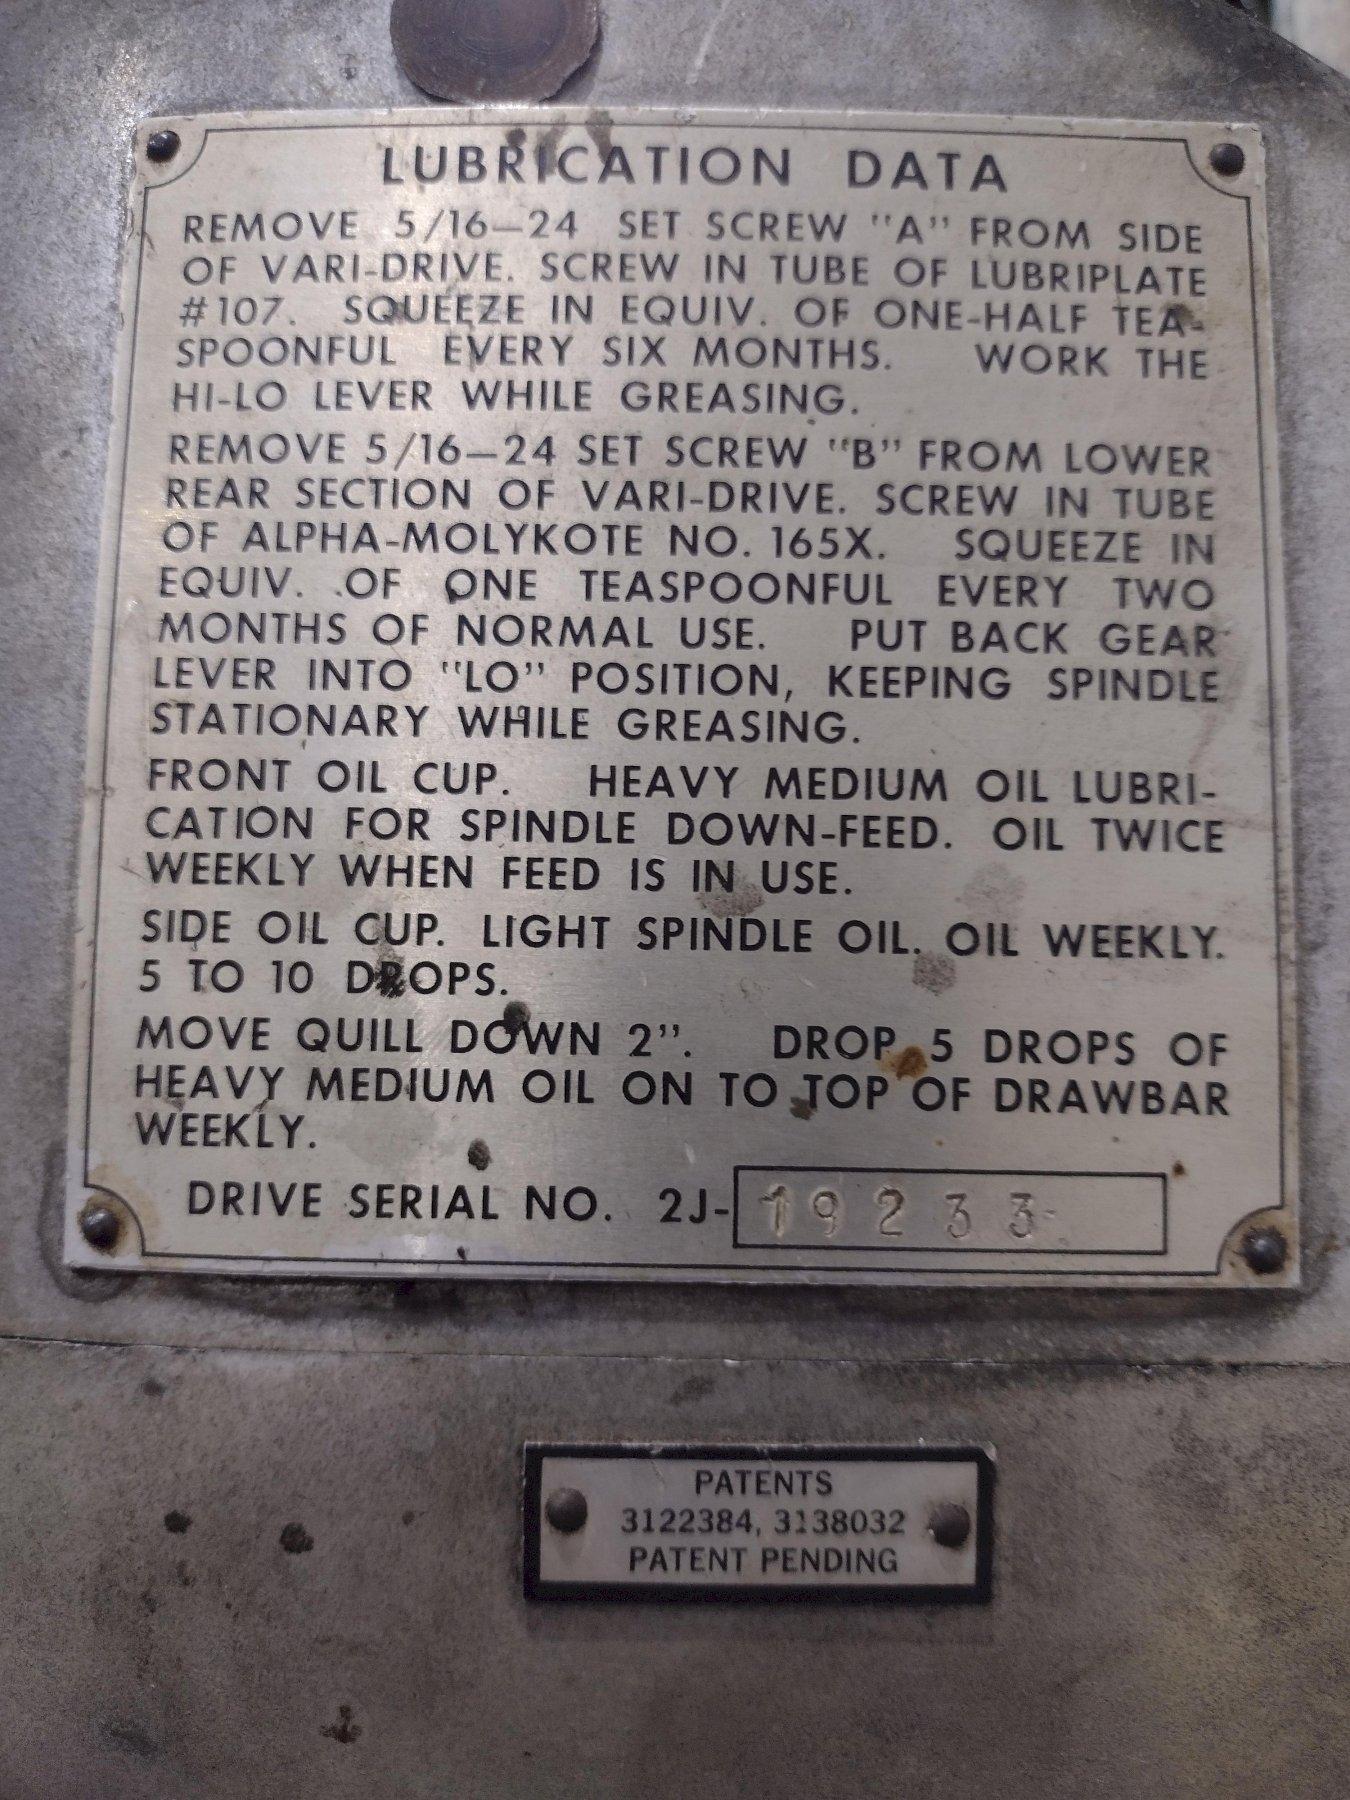 LUBRICATION DATA
REMOVE 5/16—24 SET SCREW "A" FROM SIDE
OF VARI-DRIVE. SCREW IN TUBE OF LUBRIPLATE
#107. SQUEEZE IN EQUIV. OF ONE-HALF TEA-
SPOONFUL EVERY SIX MONTHS. WORK THE
HI-LO LEVER WHILE GREASING.
REMOVE 5/16—24 SET SCREW "B" FROM LOWER
REAR SECTION OF VARI-DRIVE. SCREW IN TUBE
OF ALPHA-MOLYKOTE NO. 165X. SQUEEZE IN
EQUIV. OF ONE TEASPOONFUL EVERY TWO
MONTHS OF NORMAL USE. PUT BACK GEAR
LEVER INTO "LO" POSITION, KEEPING SPINDLE
STATIONARY WHILE GREASING.
FRONT OIL CUP. HEAVY MEDIUM OIL LUBRI-
CATION FOR SPINDLE DOWN-FEED. OIL TWICE
WEEKLY WHEN FEED IS IN USE.
SIDE OIL CUP. LIGHT SPINDLE OIL. OIL WEEKLY.
5 TO 10 DROPS.
MOVE QUILL DOWN 2". DROP 5 DROPS OF
HEAVY MEDIUM OIL ON TO TOP OF DRAWBAR
WEEKLY.
DRIVE SERIAL NO. 2J-19233
PATENTS
3122384, 3138032
PATENT PENDING